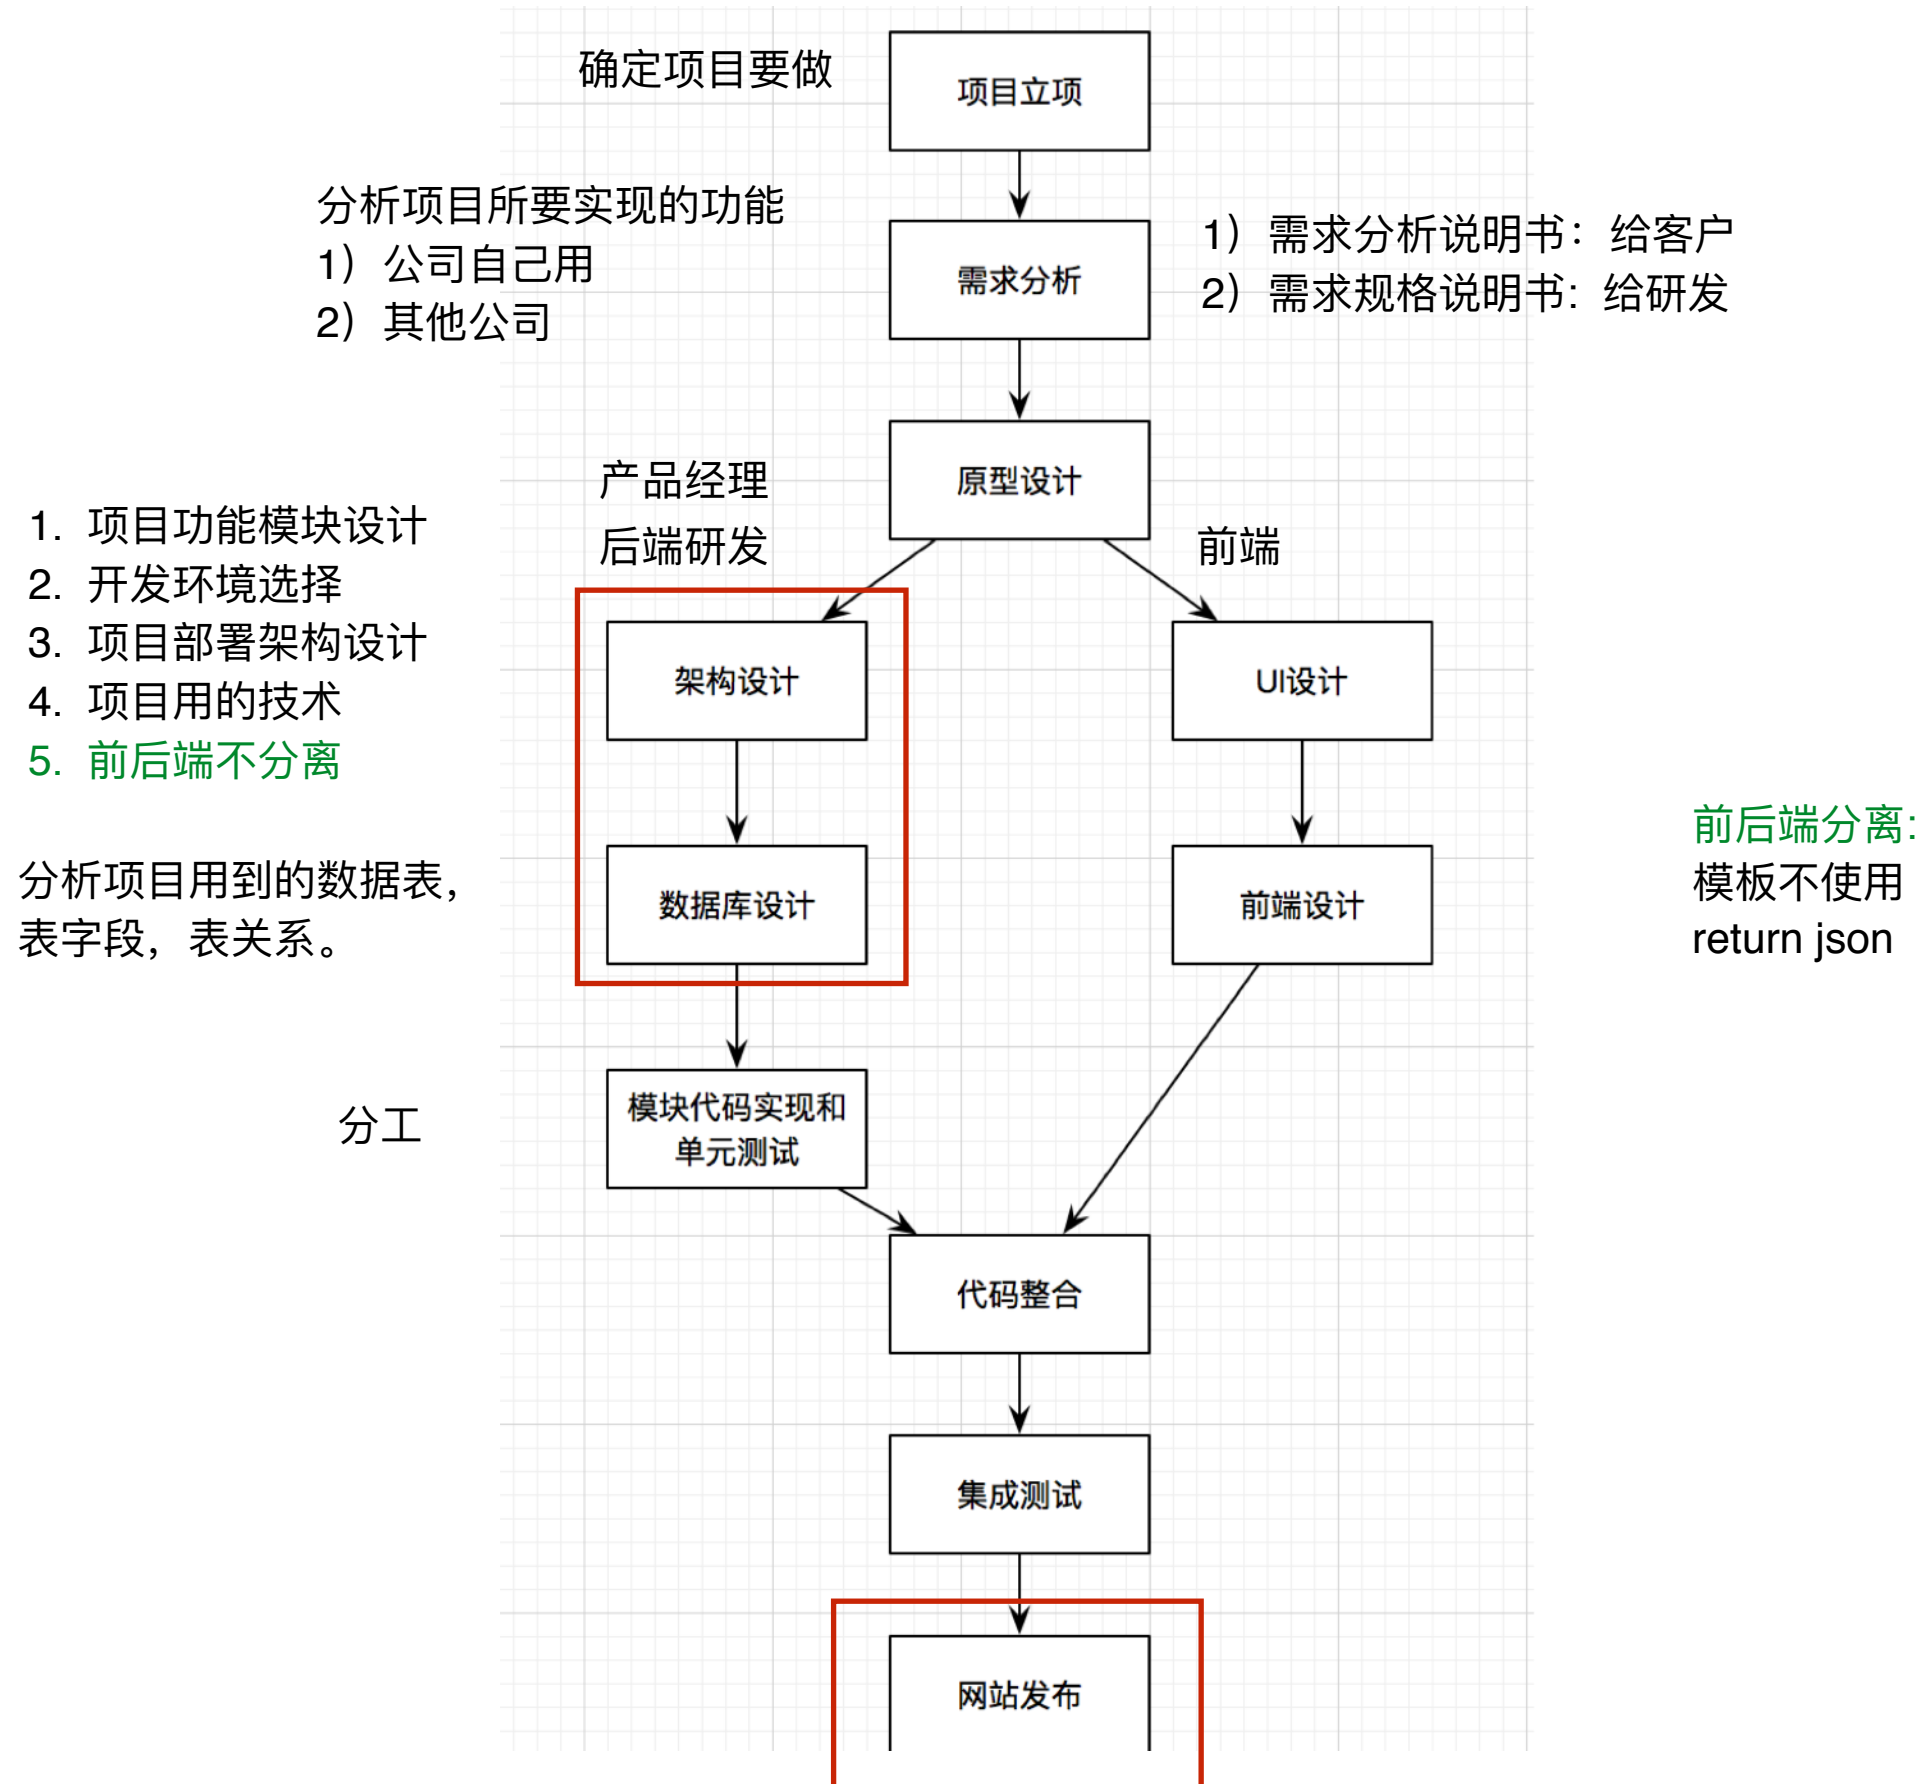 确定项目要做
项目立项
分析项目所要实现的功能
1）公司自己用
2）其他公司
需求分析
1）需求分析说明书：给客户
2）需求规格说明书：给研发
原型设计
产品经理
后端研发
前端
1. 项目功能模块设计
2. 开发环境选择
3. 项目部署架构设计
4. 项目用的技术
5. 前后端不分离
架构设计
UI设计
分析项目用到的数据表，
表字段，表关系。
数据库设计
前端设计
前后端分离：
模板不使用
return json
分工
模块代码实现和
单元测试
代码整合
集成测试
网站发布